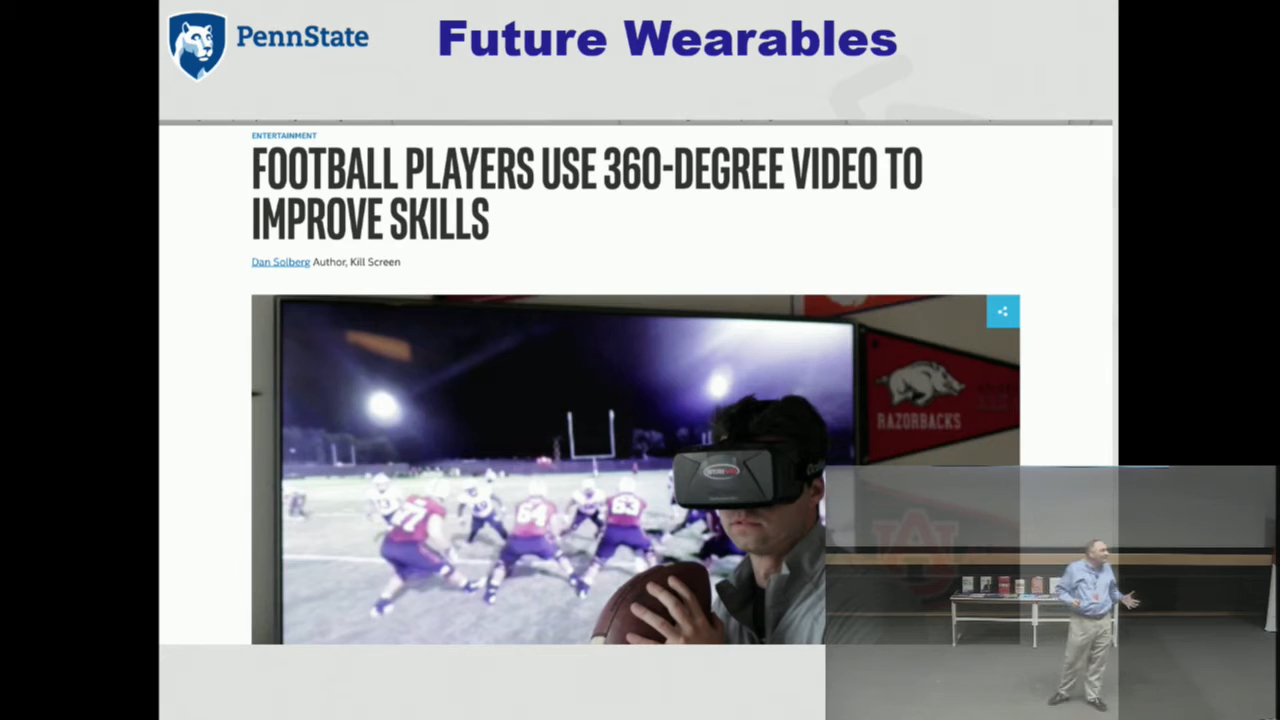 PennState
Future Wearables
ENTERTAINMENT
FOOTBALL PLAYERS USE 360-DEGREE VIDEO TO
IMPROVE SKILLS
Dan Solberg Author, Kill Screen
RAZORBACKS
77
64
63